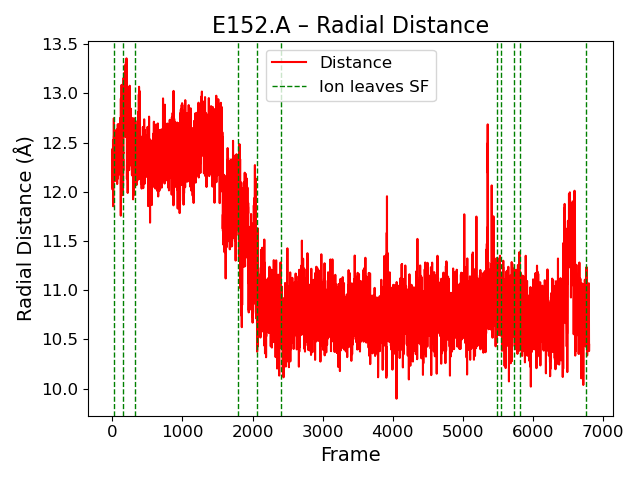 E152.A – Radial Distance
Distance
Ion leaves SF
Radial Distance (Å)
13.5
13.0
12.5
12.0
11.5
11.0
10.5
10.0
0 1000 2000 3000 4000 5000 6000 7000
Frame